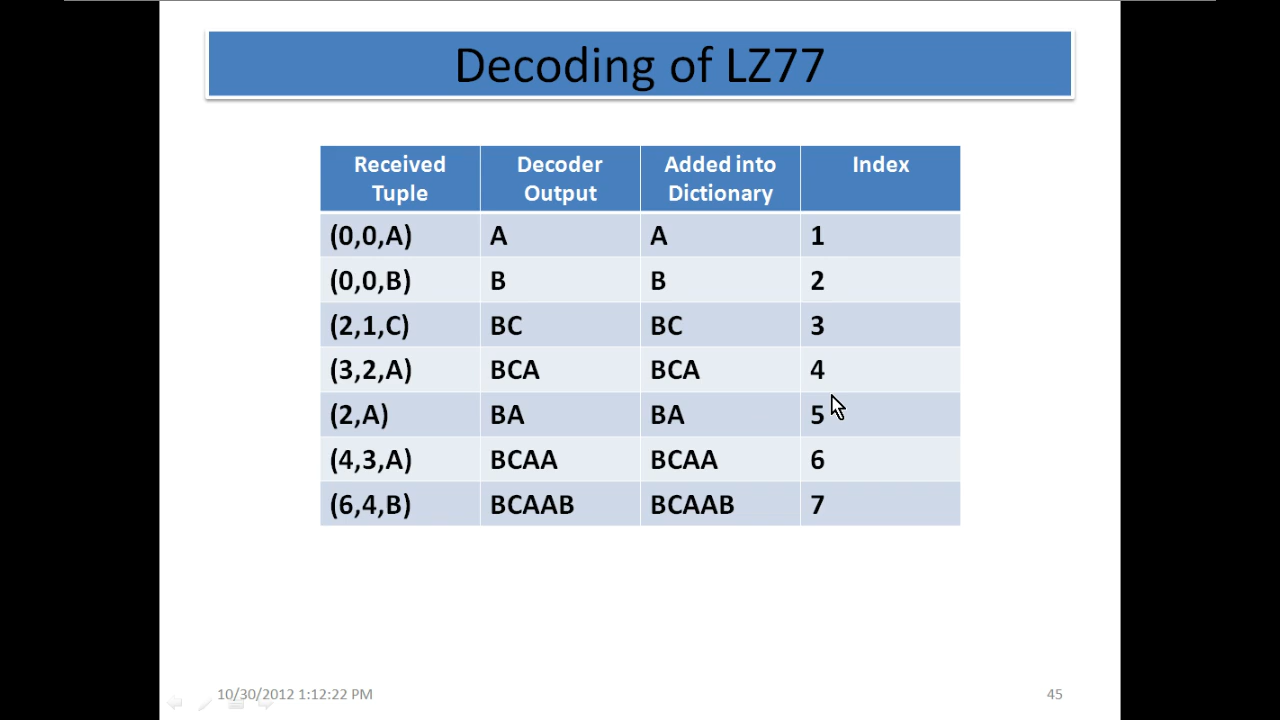 Decoding of LZ77
Received Tuple Decoder Output Added into Dictionary Index
(0,0,A) A A 1
(0,0,B) B B 2
(2,1,C) BC BC 3
(3,2,A) BCA BCA 4
(2,A) BA BA 5
(4,3,A) BCAA BCAA 6
(6,4,B) BCAAB BCAAB 7
10/30/2012 1:12:22 PM 45